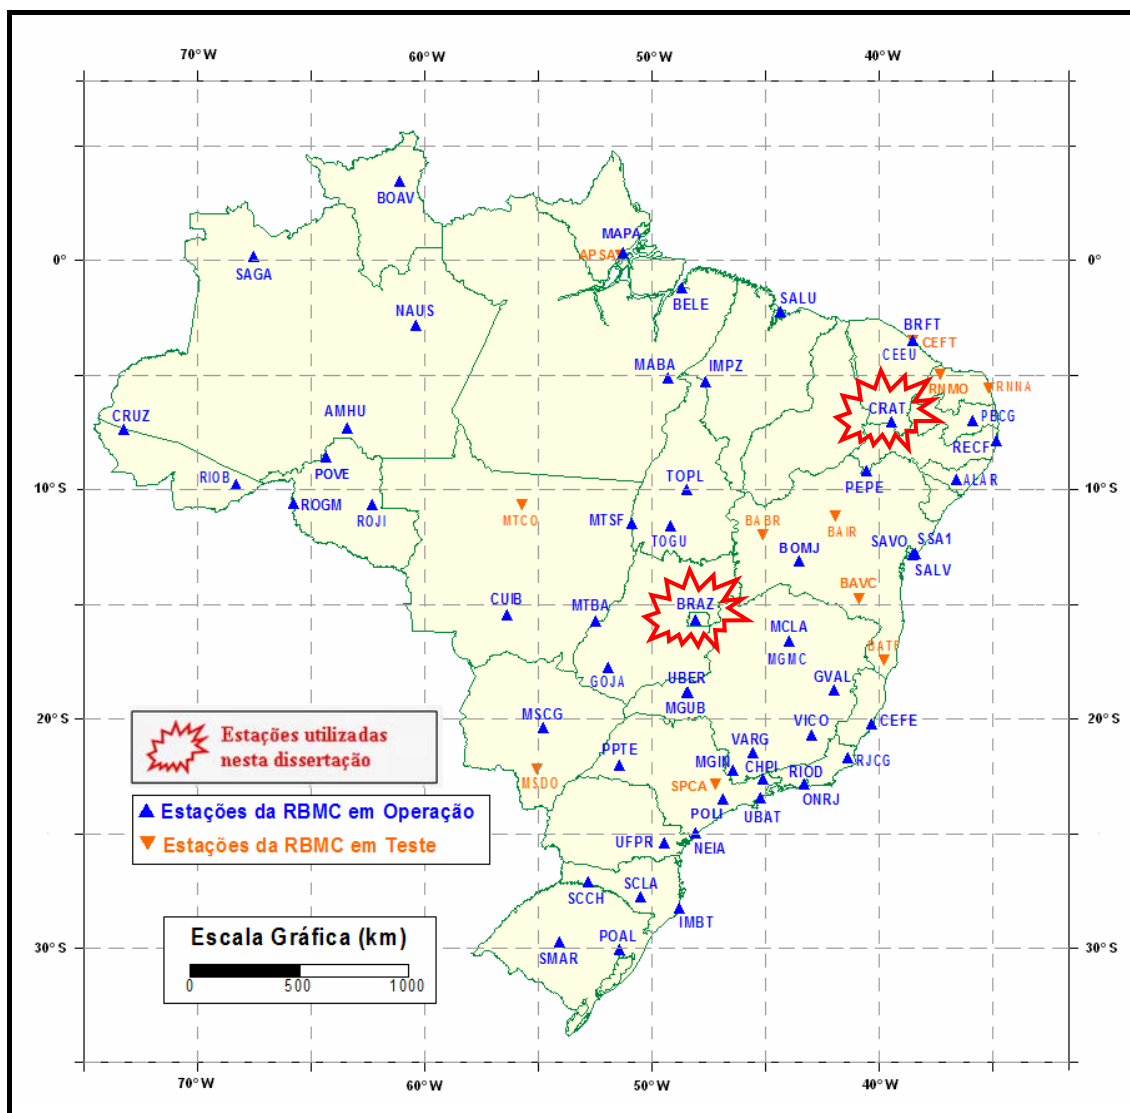 70°W 60°W 50°W 40°W
BOAV
MAPA
APSA
0° 0°
SAGA
BELE
SALU
NAUS
BRFT
CEFT
CEEU
MABA IMPZ
RNMO RNNA
CRUZ AMHU CRAT PBCG
RECF
RIOB POVE TOPL PEPE ALAR
10°S 10°S
ROGM
ROJI MTCO MTSF BABR
TOGU BAIR
BOMJ SAVO SSA1
SALV
BAVC
CUIB MTBA BRAZ
MCLA
MGMC BATF
GOJA UBER GVAL
MGUB
MSCG
20°S 20°S
VICO CEFE
PPTE VARG
MGIN CHPI RIOD RJCG
MSDO SPCA
ONRJ
POLI UBAT
UFPR NEIA
SCLA
SCCH
IMBT
POAL
30°S 30°S
SMAR
Estações utilizadas
nesta dissertação
Estações da RBMC em Operação
Estações da RBMC em Teste
Escala Gráfica (km)
0 500 1000
70°W 60°W 50°W 40°W